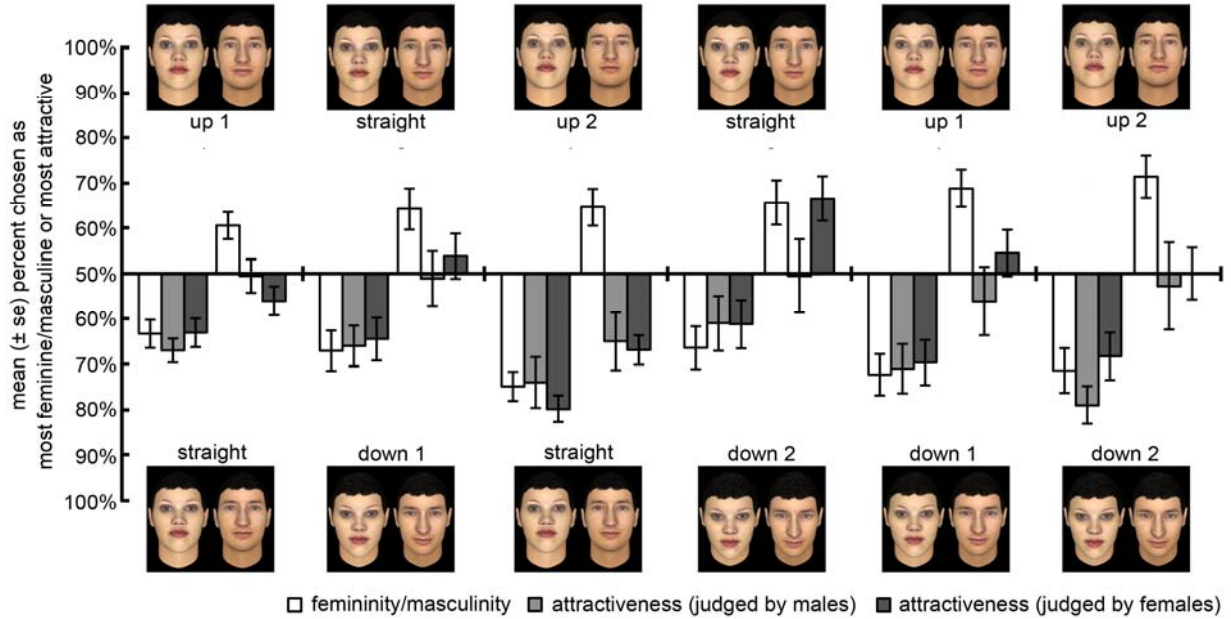 mean (± se) percent chosen as
most feminine/masculine or most attractive
100%
90%
80%
70%
60%
50%
60%
70%
80%
90%
100%
up 1
straight
up 2
straight
up 1
up 2
straight
down 1
straight
down 2
down 1
down 2
femininity/masculinity
attractiveness (judged by males)
attractiveness (judged by females)